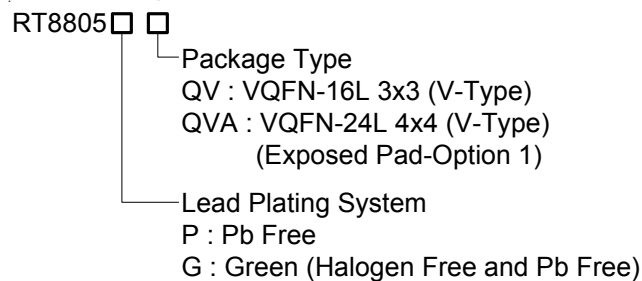 RT8805□ □
Package Type
QV : VQFN-16L 3x3 (V-Type)
QVA : VQFN-24L 4x4 (V-Type)
(Exposed Pad-Option 1)
Lead Plating System
P : Pb Free
G : Green (Halogen Free and Pb Free)